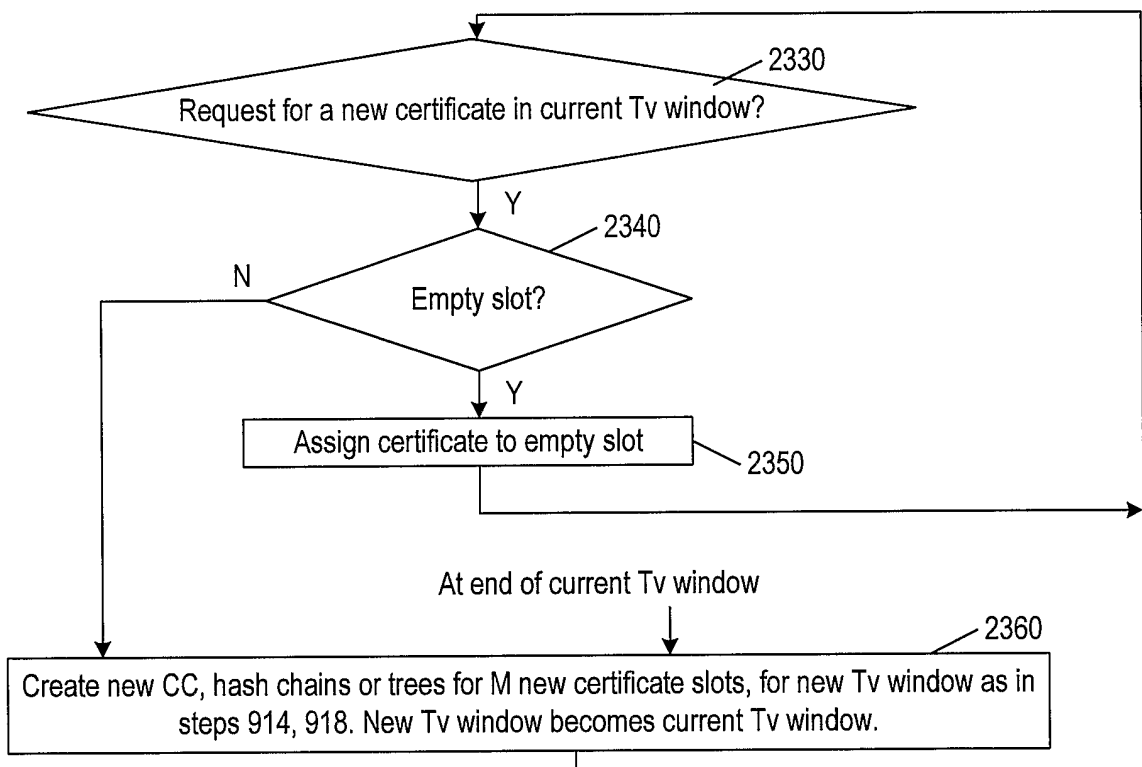 2330
Request for a new certificate in current Tv window?
Y
2340
N
Empty slot?
Y
Assign certificate to empty slot
2350
At end of current Tv window
2360
Create new CC, hash chains or trees for M new certificate slots, for new Tv window as in
steps 914, 918. New Tv window becomes current Tv window.